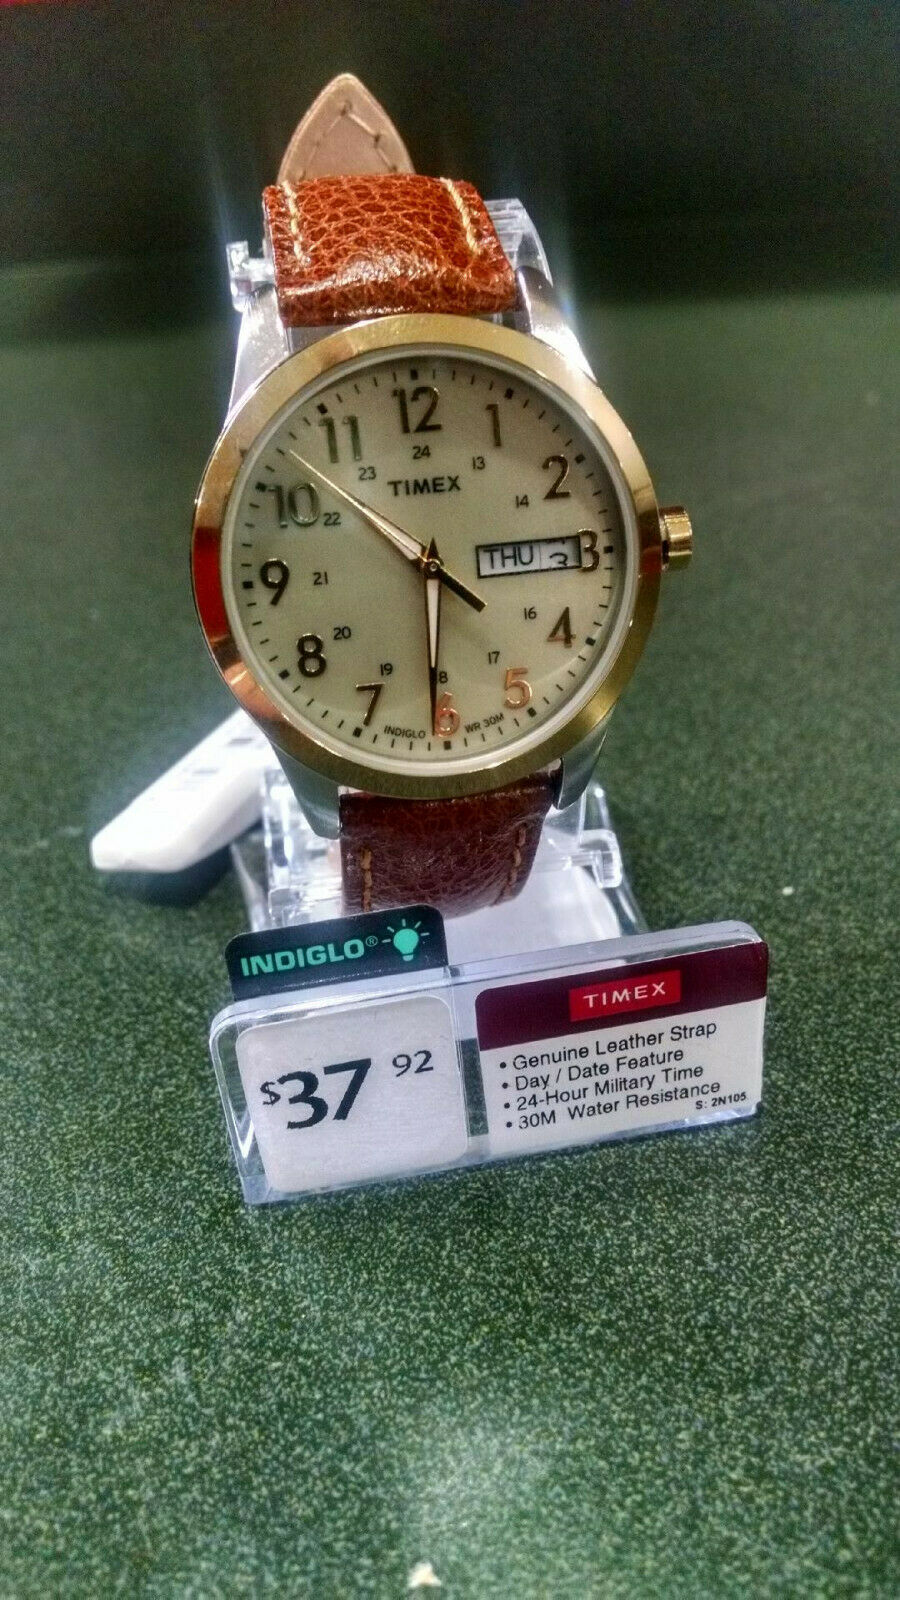 12
11 1
24
23 13
10 TIMEX 2
22 14
THU 3
9 21
20 16 4
8
19 17
7 8 5
6
INDIGLO WR 30M
INDIGLO®
TIMEX
$37 92
• Genuine Leather Strap
• Day / Date Feature
• 24-Hour Military Time
• 30M Water Resistance
S: 2N105